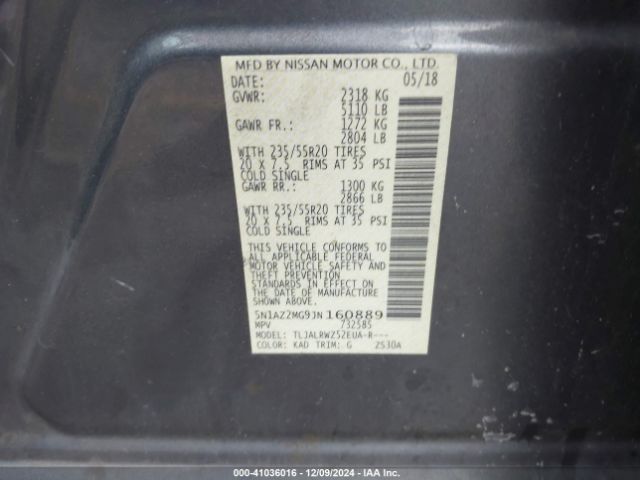 MFD BY NISSAN MOTOR CO., LTD.
DATE: 05/18
GVWR: 2318 KG
5110 LB
GAWR FR.: 1272 KG
2804 LB
WITH 235/55R20 TIRES
20 X 7.5 RIMS AT 35 PSI
COLD SINGLE
GAWR RR.: 1300 KG
2866 LB
WITH 235/55R20 TIRES
20 X 7.5 RIMS AT 35 PSI
COLD SINGLE
THIS VEHICLE CONFORMS TO
ALL APPLICABLE FEDERAL
MOTOR VEHICLE SAFETY AND
THEFT PREVENTION
STANDARDS IN EFFECT ON
THE DATE OF MANUFACTURE
SHOWN ABOVE.
5N1AZ2MG9JN160889
MPV 732585
MODEL: TLJALRWZ52EUA-R---
COLOR: KAD TRIM: G 2530A
000-41036016 - 12/09/2024 - IAA INC.